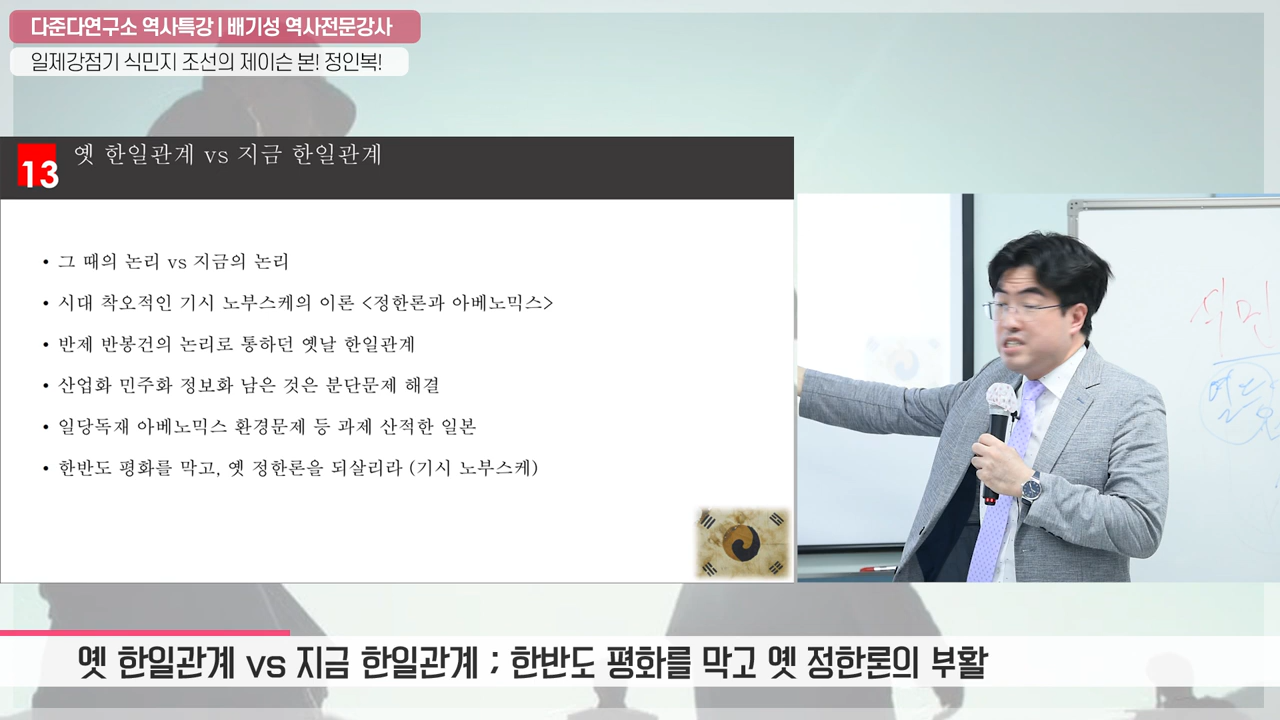 다준다연구소 역사특강 | 배기성 역사전문강사
일제강점기 식민지 조선의 제이슨 본! 정인복!
13
옛 한일관계 vs 지금 한일관계
• 그 때의 논리 vs 지금의 논리
• 시대 착오적인 기시 노부스케의 이론 <정한론과 아베노믹스>
• 반제 반봉건의 논리로 통하던 옛날 한일관계
• 산업화 민주화 정보화 남은 것은 분단문제 해결
• 일당독재 아베노믹스 환경문제 등 과제 산적한 일본
• 한반도 평화를 막고, 옛 정한론을 되살리라 (기시 노부스케)
식민
옛 한일관계 vs 지금 한일관계 ; 한반도 평화를 막고 옛 정한론의 부활